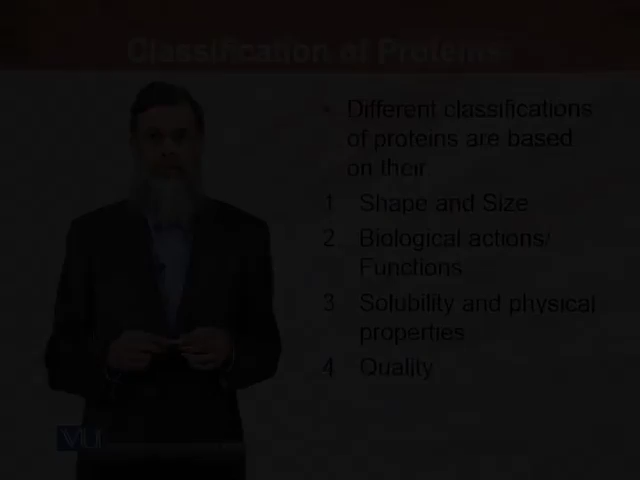 Classification of Proteins:
• Different classifications
of proteins are based
on their
1 Shape and Size
2 Biological actions/
Functions
3 Solubility and physical
properties
4 Quality
VU